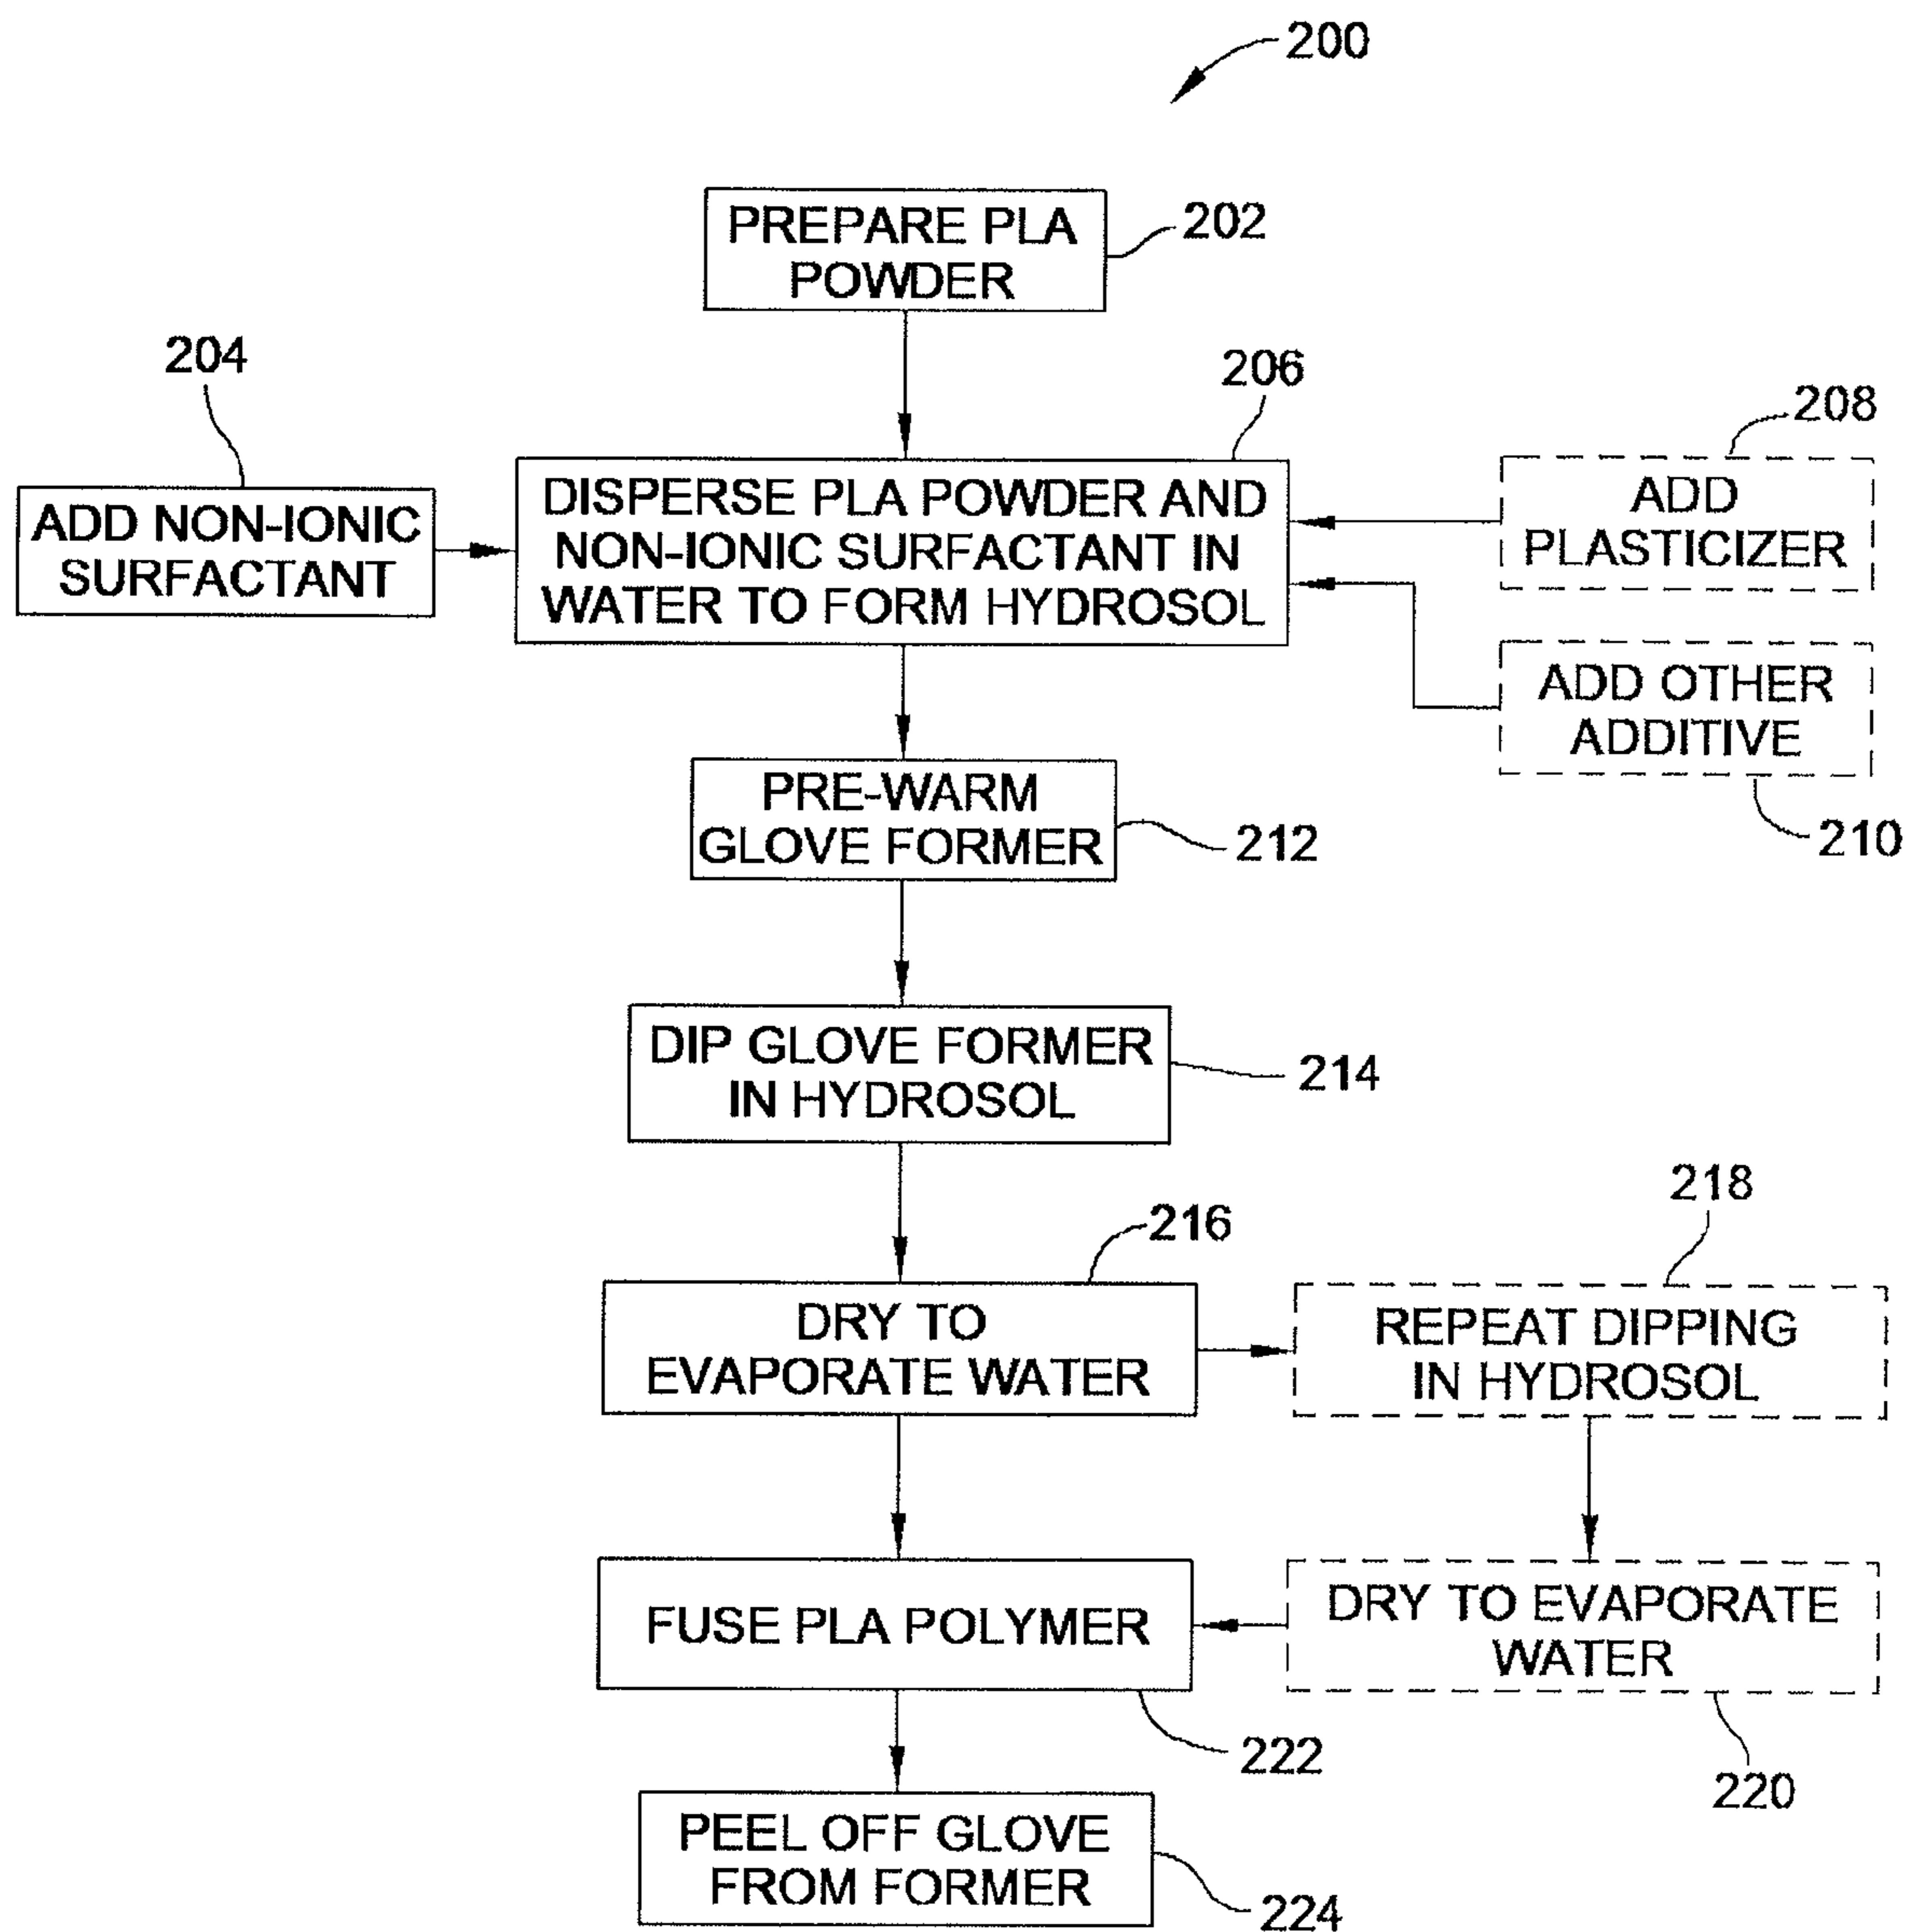 200
PREPARE PLA
POWDER
202
204
206
208
ADD NON-IONIC
SURFACTANT
DISPERSE PLA POWDER AND
NON-IONIC SURFACTANT IN
WATER TO FORM HYDROSOL
ADD
PLASTICIZER
ADD OTHER
ADDITIVE
210
PRE-WARM
GLOVE FORMER
212
DIP GLOVE FORMER
IN HYDROSOL
214
216
218
DRY TO
EVAPORATE WATER
REPEAT DIPPING
IN HYDROSOL
FUSE PLA POLYMER
DRY TO EVAPORATE
WATER
222
220
PEEL OFF GLOVE
FROM FORMER
224